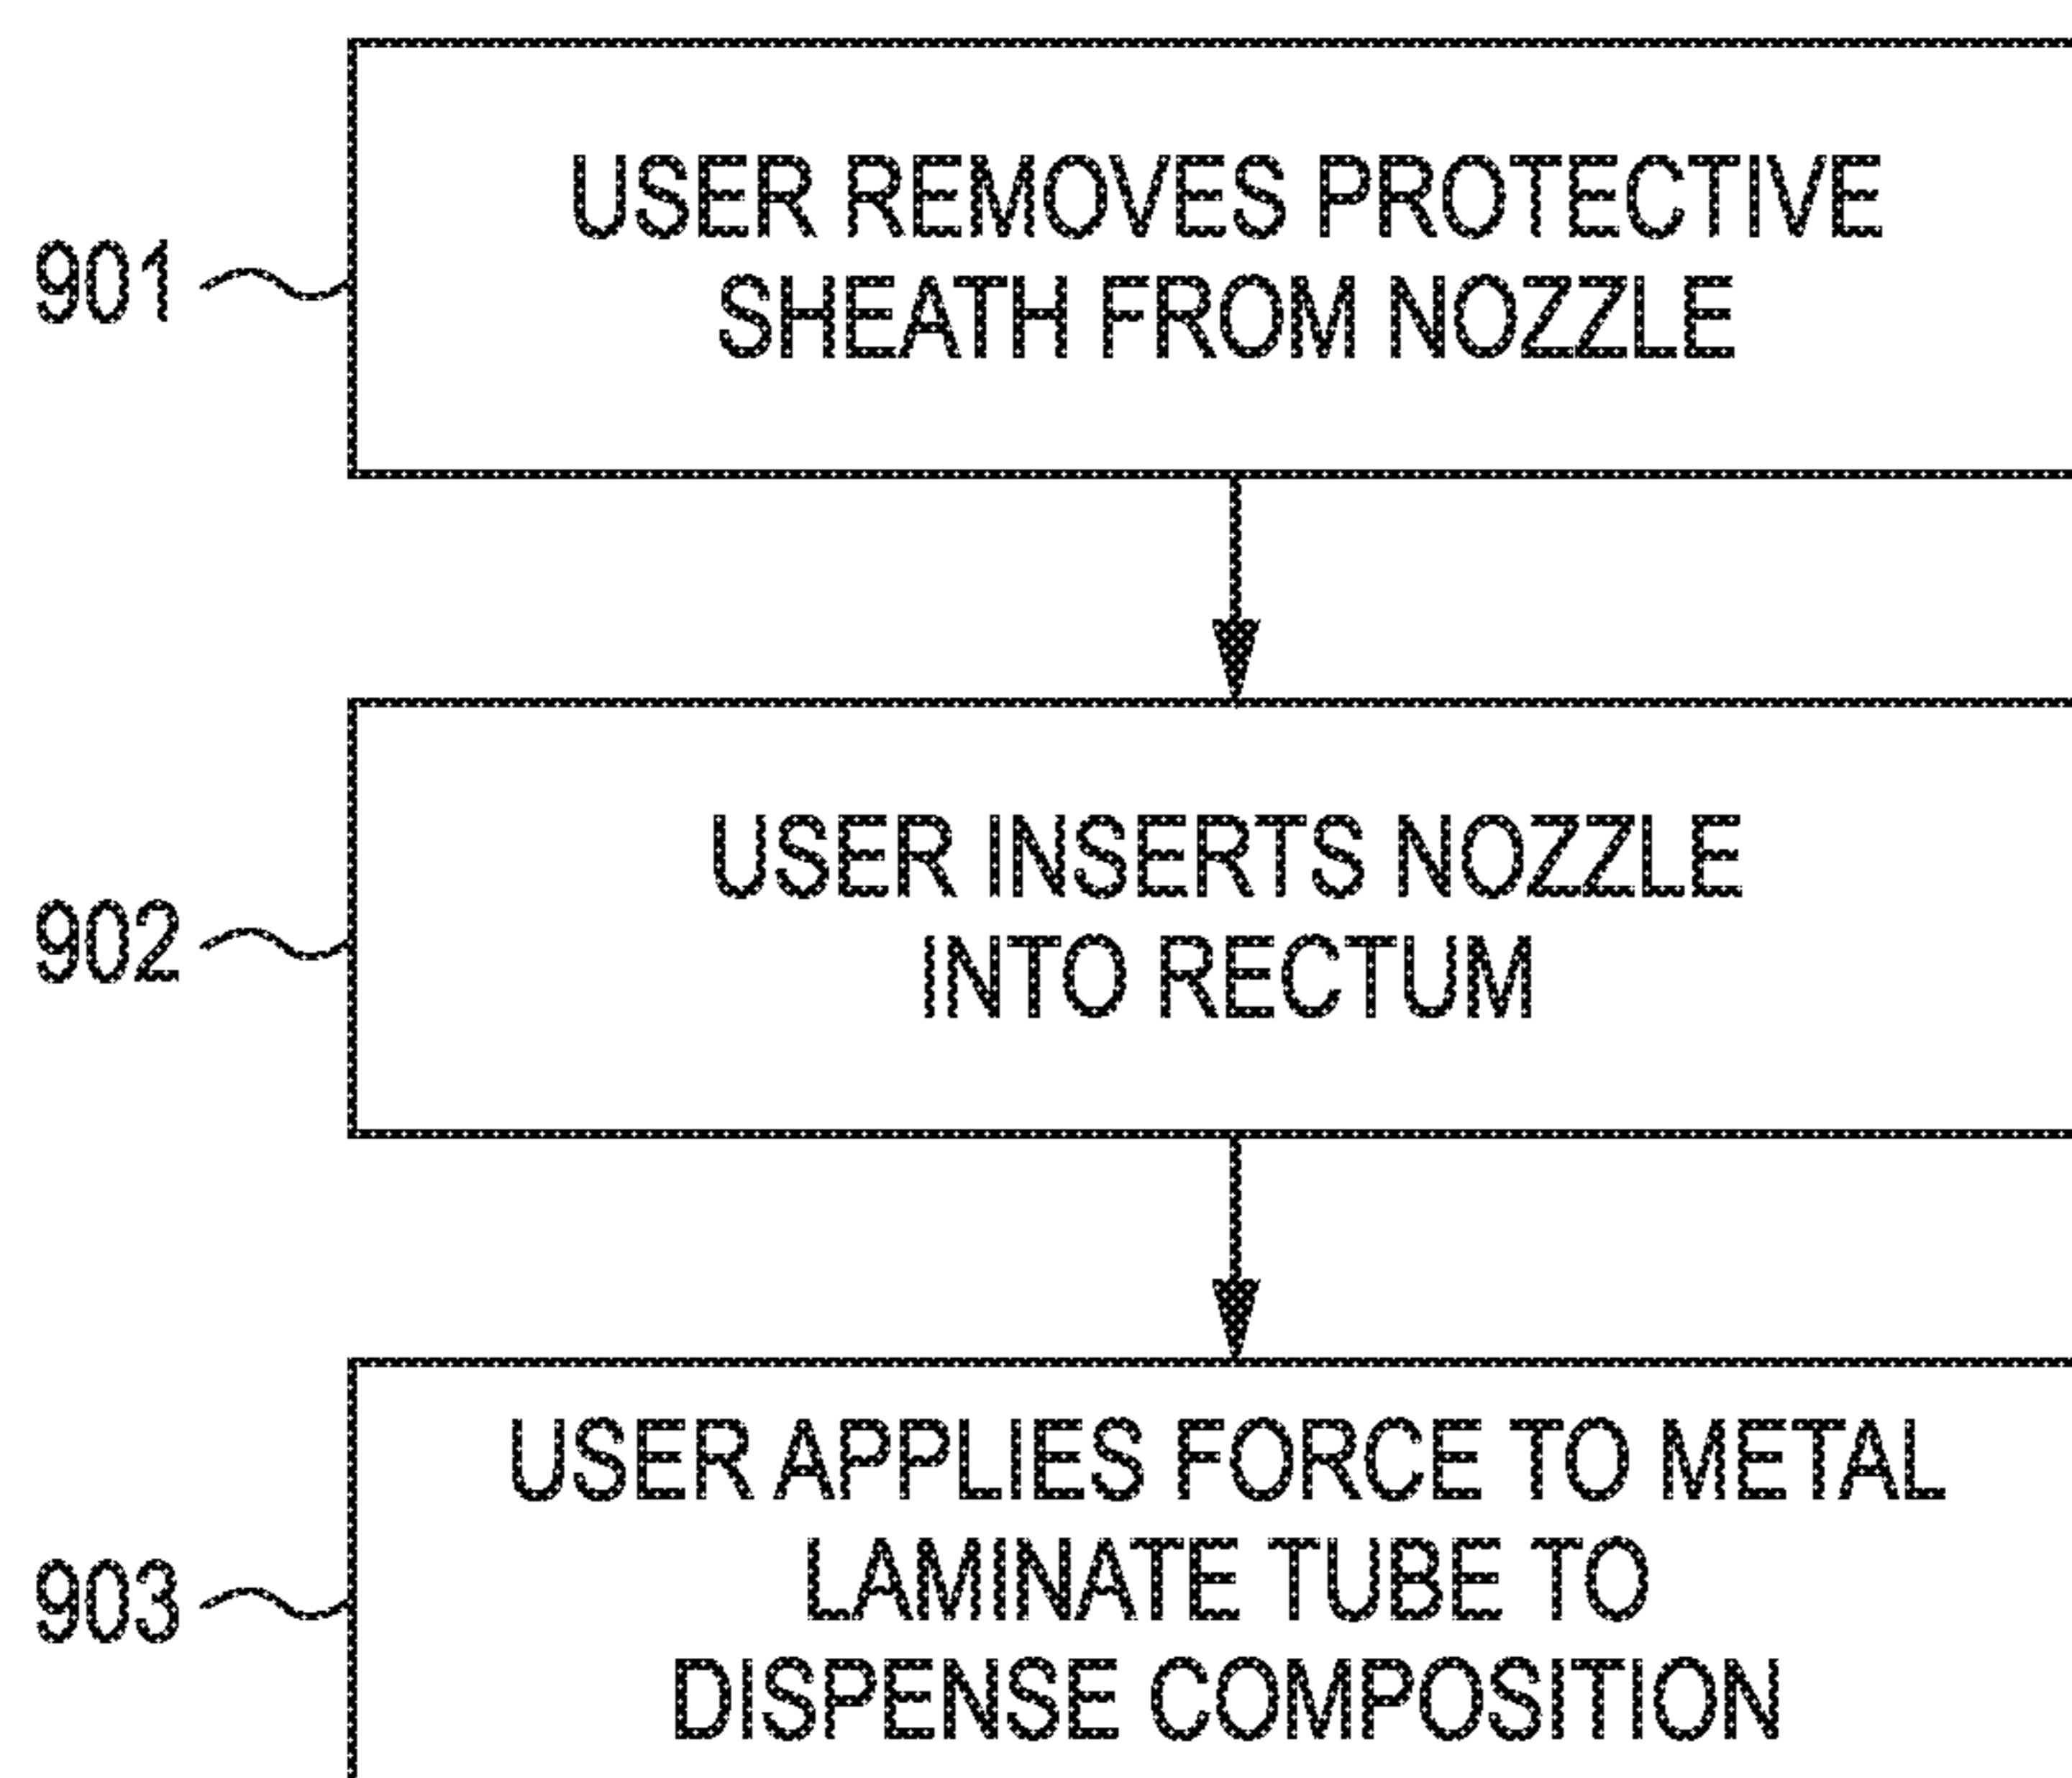 901
USER REMOVES PROTECTIVE
SHEATH FROM NOZZLE
902
USER INSERTS NOZZLE
INTO RECTUM
903
USER APPLIES FORCE TO METAL
LAMINATE TUBE TO
DISPENSE COMPOSITION